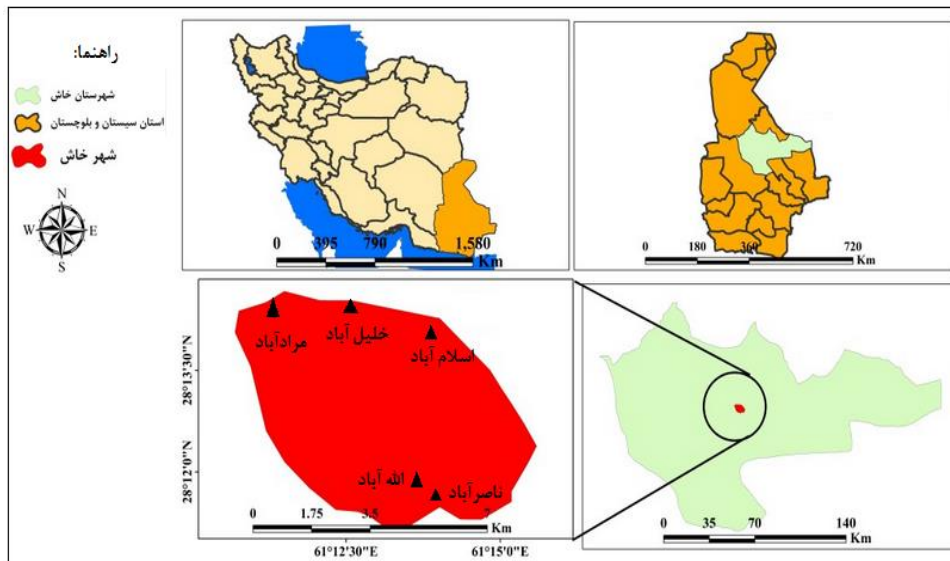 راهنما:
شهرستان خاش
استان سیستان و بلوچستان
شهر خاش
N
W E
S
0 395 790 1,580
Km
0 180 360 720
Km
مرادآباد
خلیل آباد
اسلام آباد
الله آباد
ناصرآباد
28°13'30"N
28°12'0"N
0 1.75 3.5 7
Km
61°12'30"E 61°15'0"E
0 35 70 140
Km